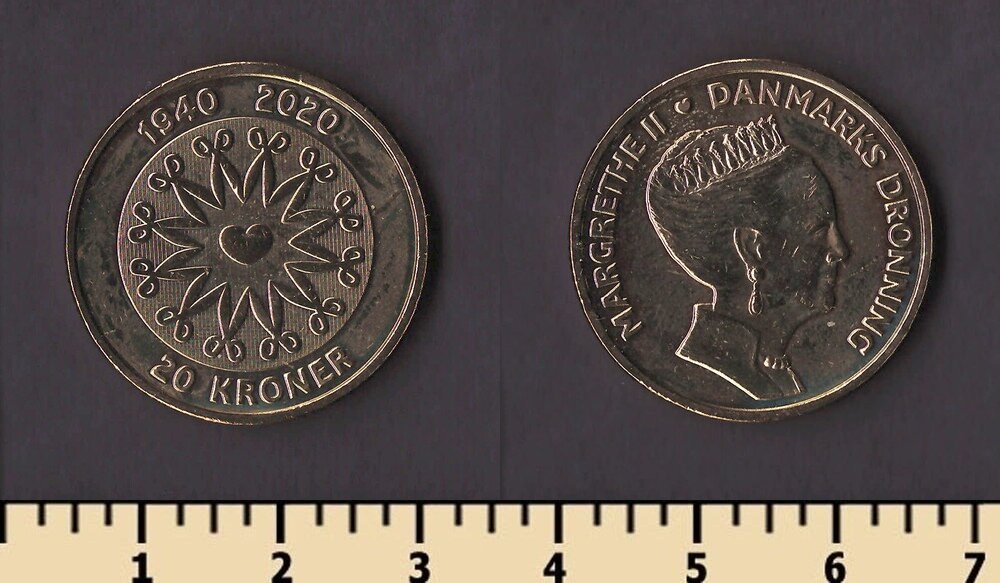 1940 2020
20 KRONER
MARGRETHE II ♥ DANMARKS DRONNING
1 2 3 4 5 6 7